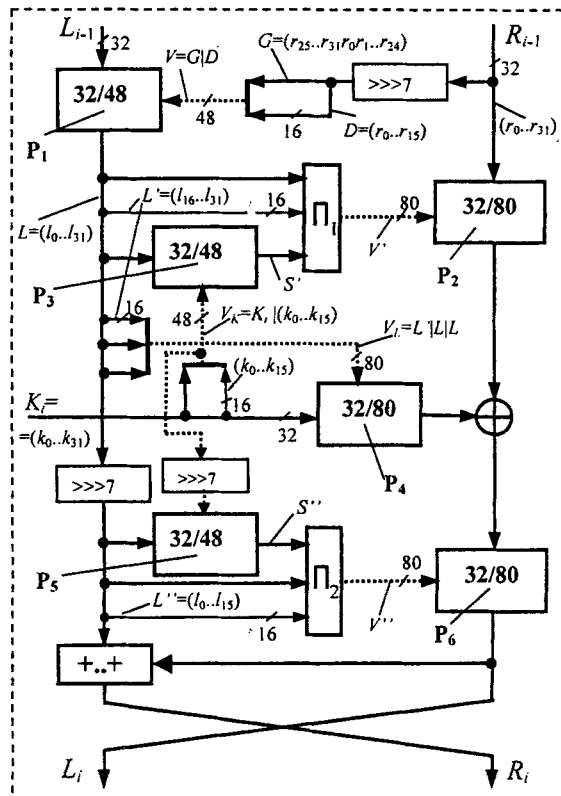 L_{i-1}
32
V=G|D
G=(r_{25}..r_{31}r_0r_1..r_{24})
R_{i-1}
32
32/48
48
>>>7
P_1
16
D=(r_0..r_{15})
(r_0..r_{31})
L'=(l_{16}..l_{31})
16
П_1
80
32/80
L=(l_0..l_{31})
32/48
S'
V'
P_2
P_3
16
48
V_K=K_i|(k_0..k_{15})
V_L=L'|L|L
(k_0..k_{15})
80
K_i=
16
32
32/80
=(k_0..k_{31})
P_4
>>>7
>>>7
S''
32/48
П_2
80
32/80
P_5
L''=(l_0..l_{15})
16
V''
P_6
+..+
L_i
R_i